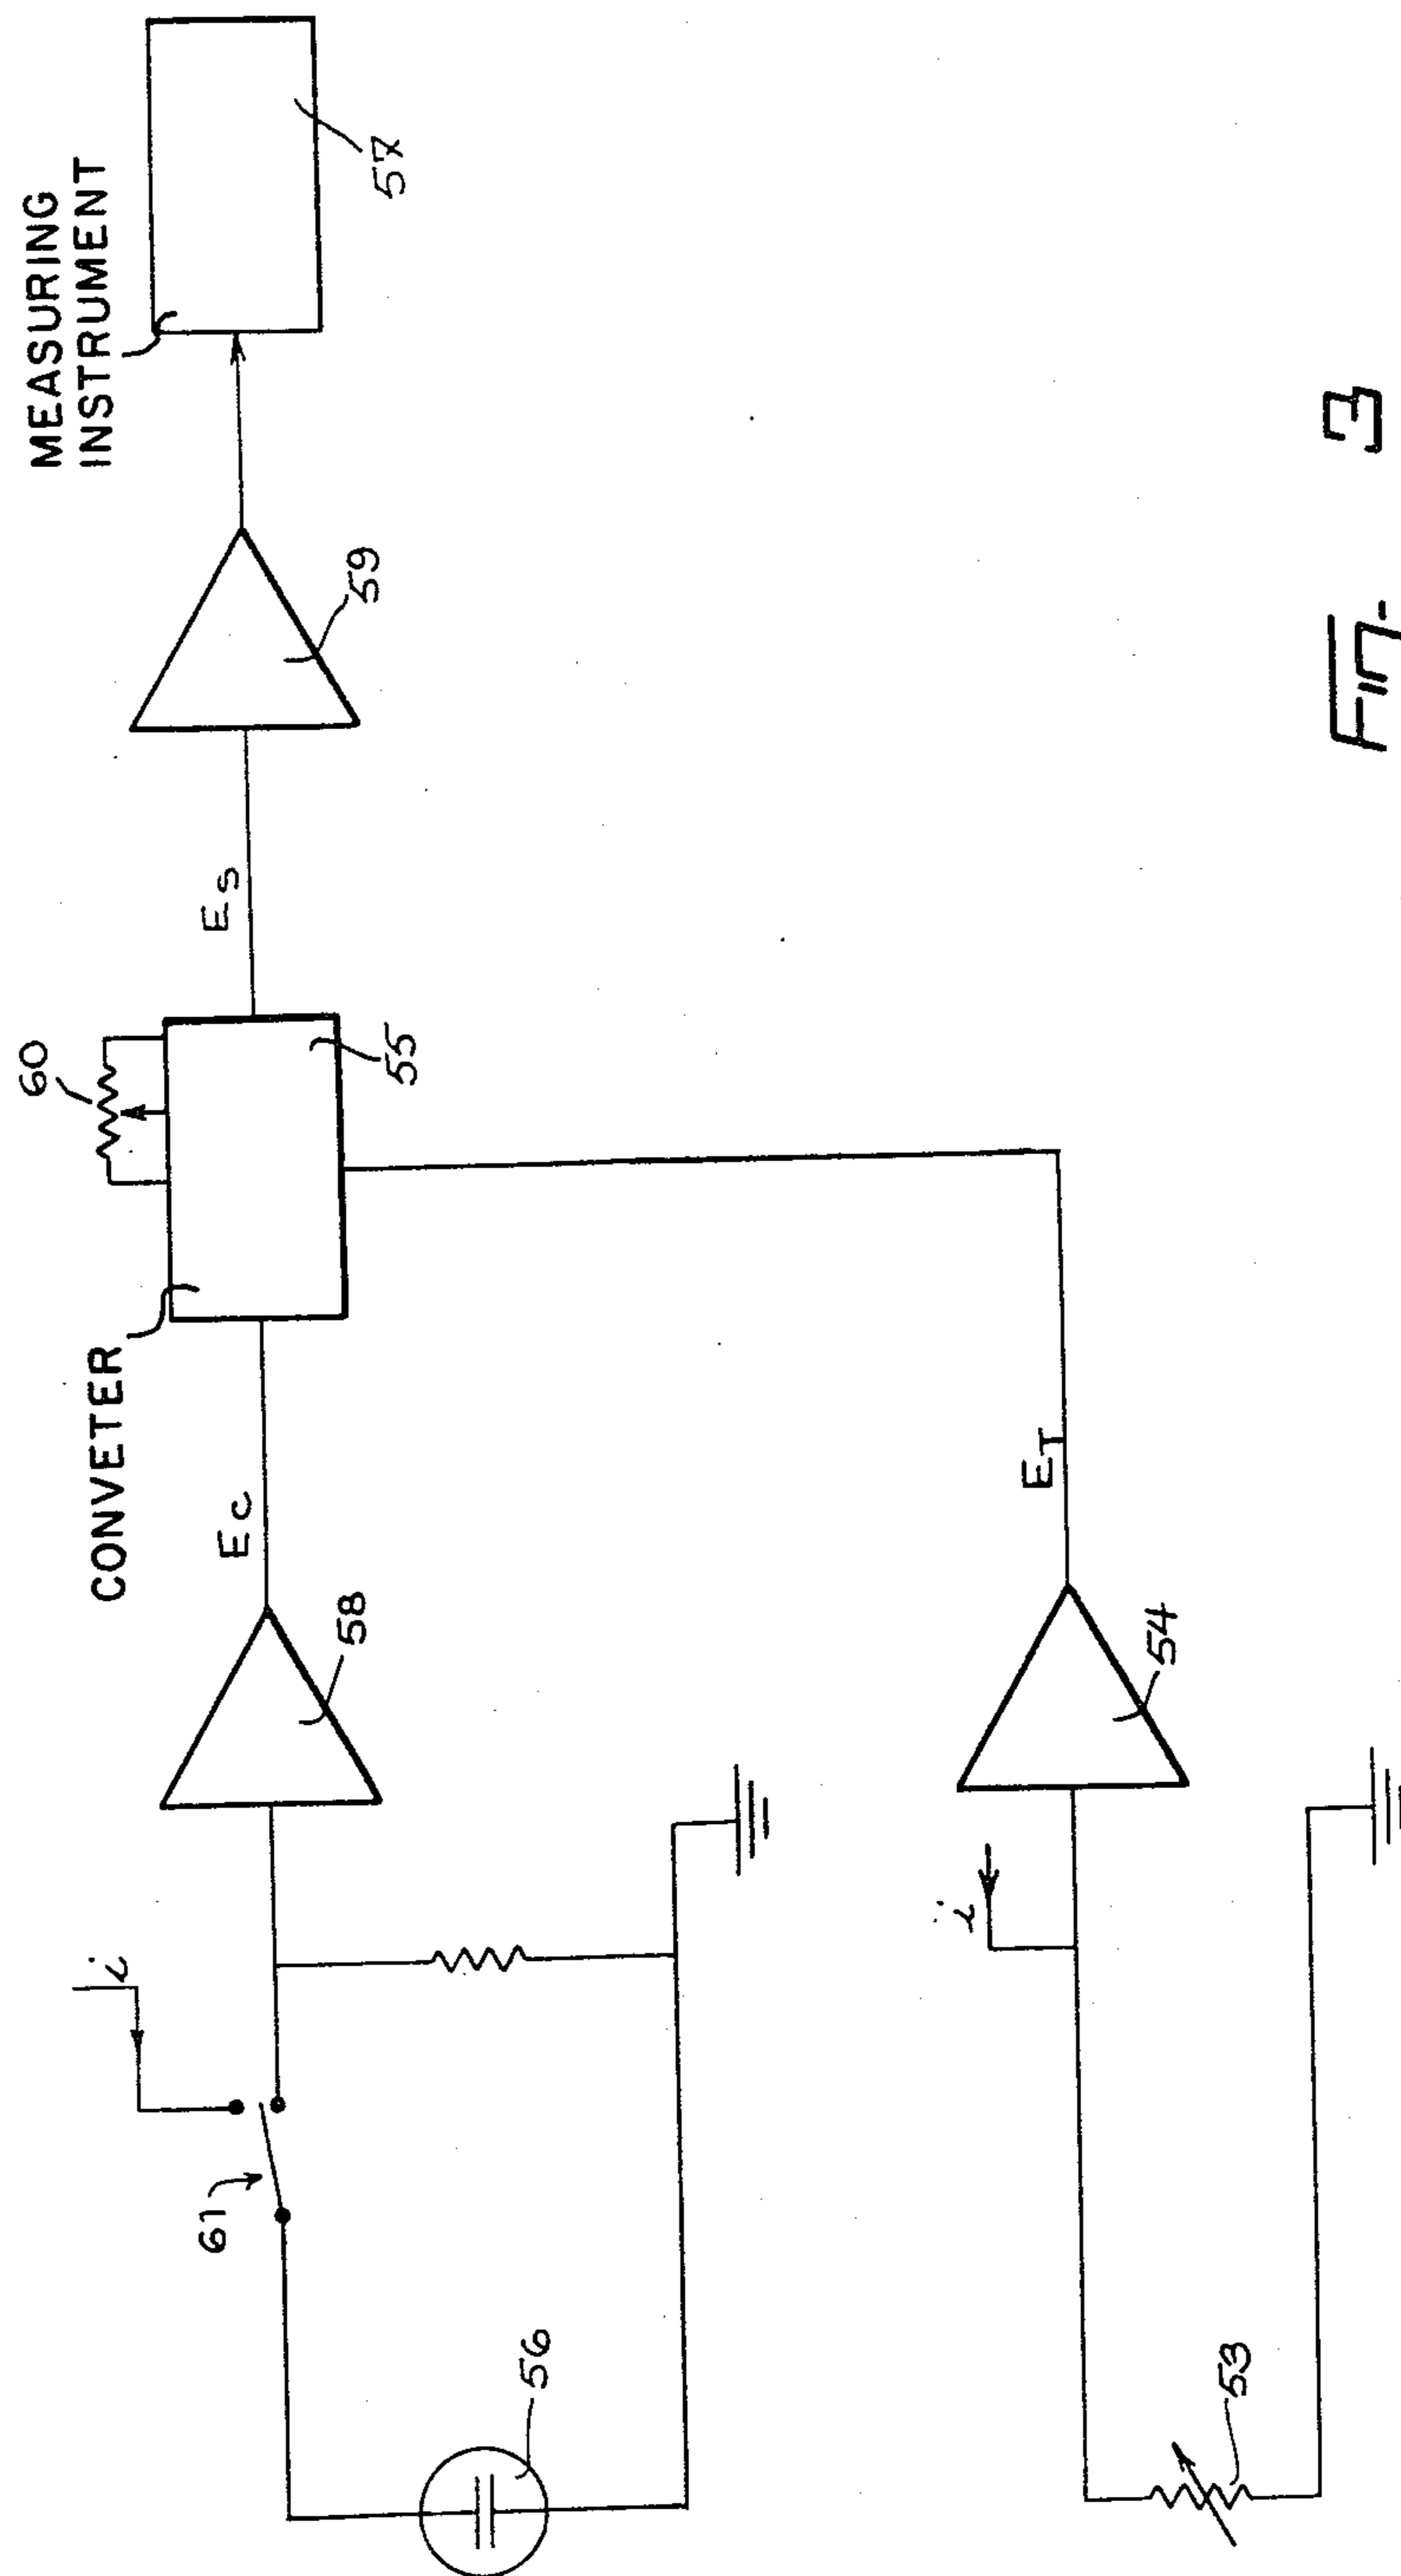 MEASURING
INSTRUMENT
57
59
Es
60
55
CONVETER
Ec
58
i
61
56
ET
54
i
53
Fig. 3